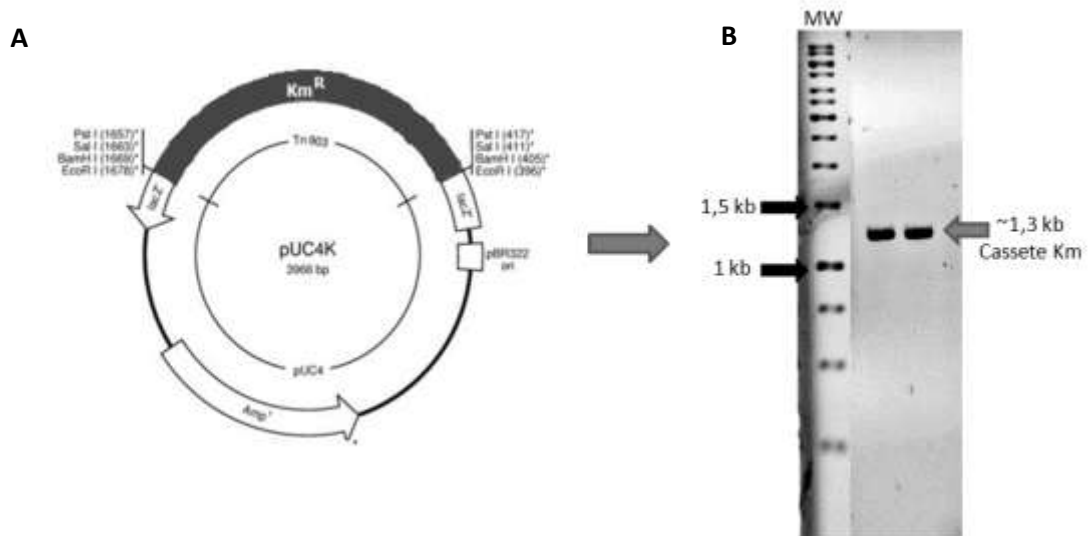 A
Km R
Pst I (1657)*
Sal I (1663)*
BamH I (1669)*
EcoR I (1678)*
Pst I (417)*
Sal I (411)*
BamH I (405)*
EcoR I (396)*
Tn903
lacZ'
lacZ'
pUC4K
3966 bp
pBR322
ori
pUC4
Amp r
B
MW
1,5 kb
1 kb
~1,3 kb
Cassete Km